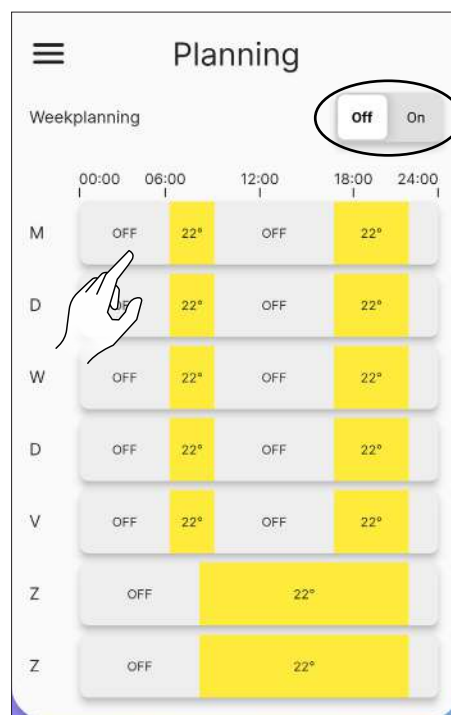 Planning
Weekplanning Off On
00:00 06:00 12:00 18:00 24:00
M OFF 22° OFF 22°
D OFF 22° OFF 22°
W OFF 22° OFF 22°
D OFF 22° OFF 22°
V OFF 22° OFF 22°
Z OFF 22°
Z OFF 22°